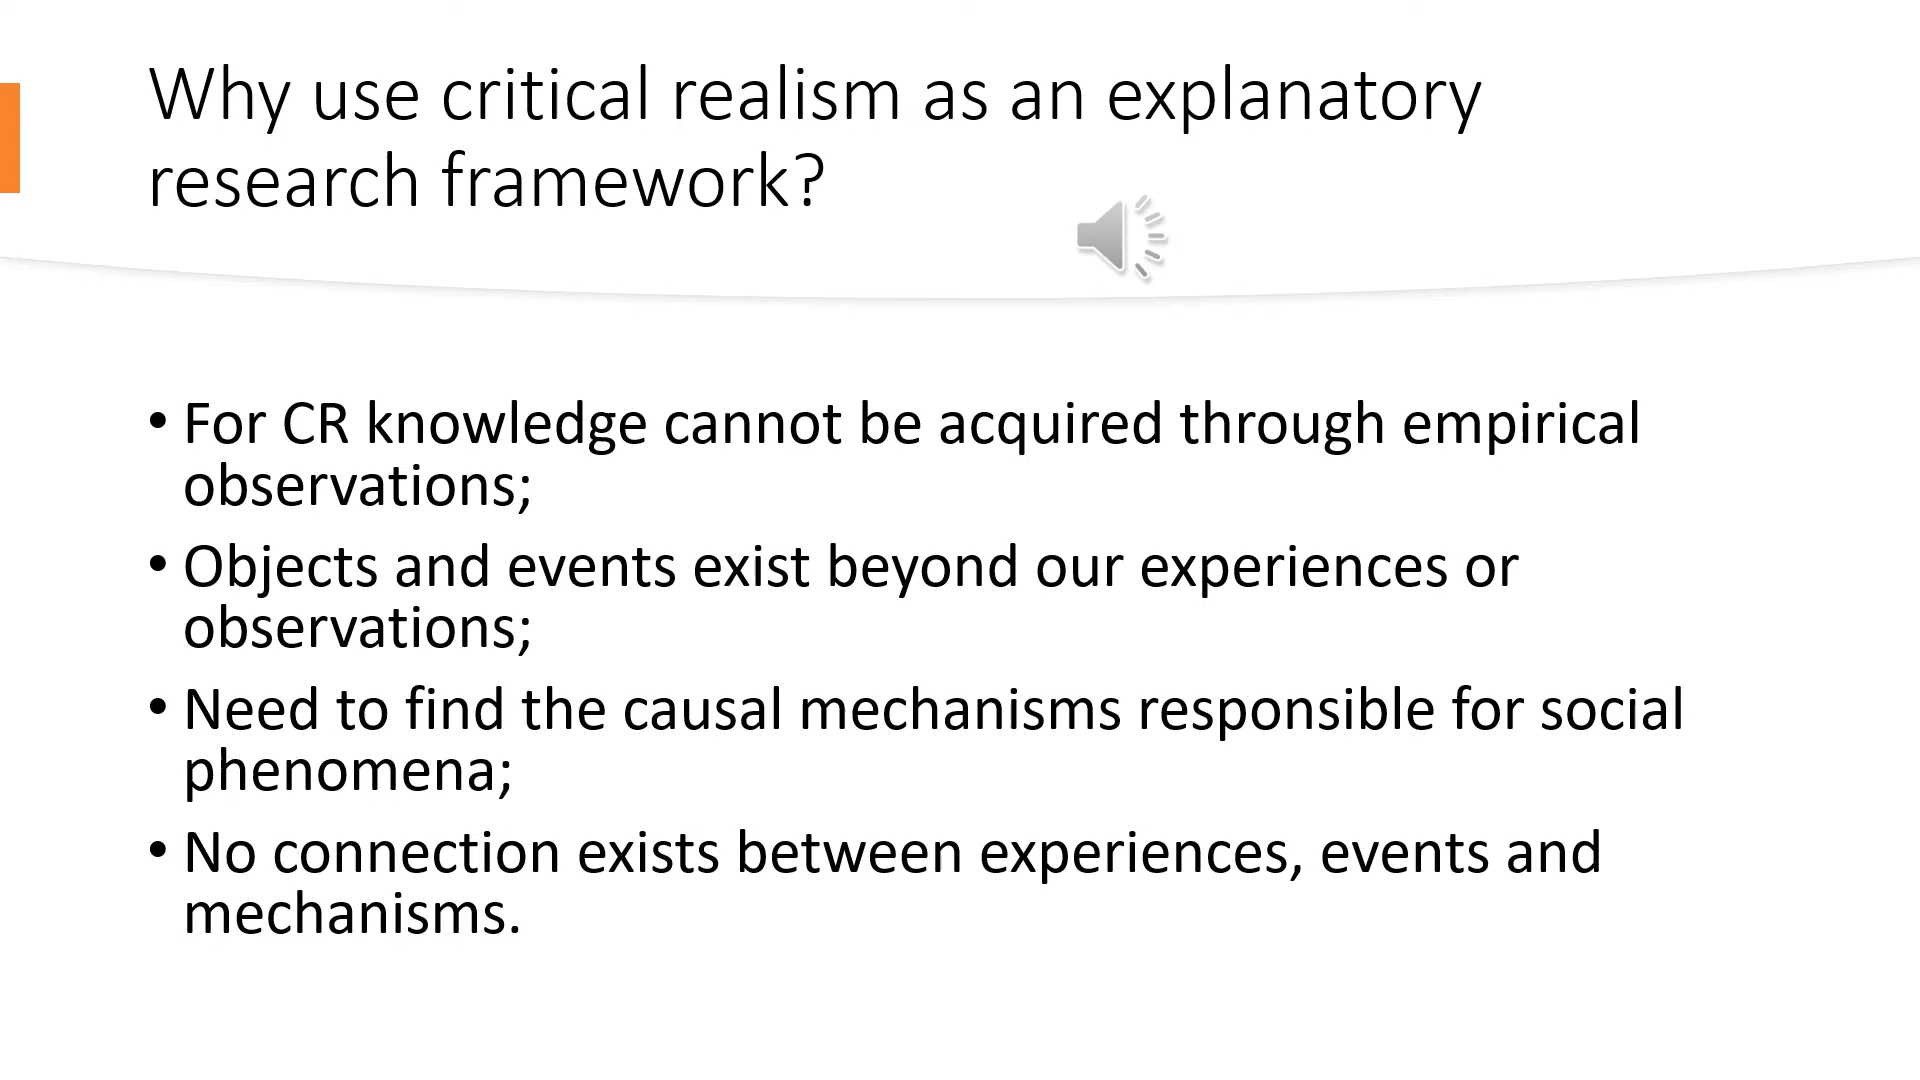 Why use critical realism as an explanatory
research framework?
• For CR knowledge cannot be acquired through empirical
observations;
• Objects and events exist beyond our experiences or
observations;
• Need to find the causal mechanisms responsible for social
phenomena;
• No connection exists between experiences, events and
mechanisms.